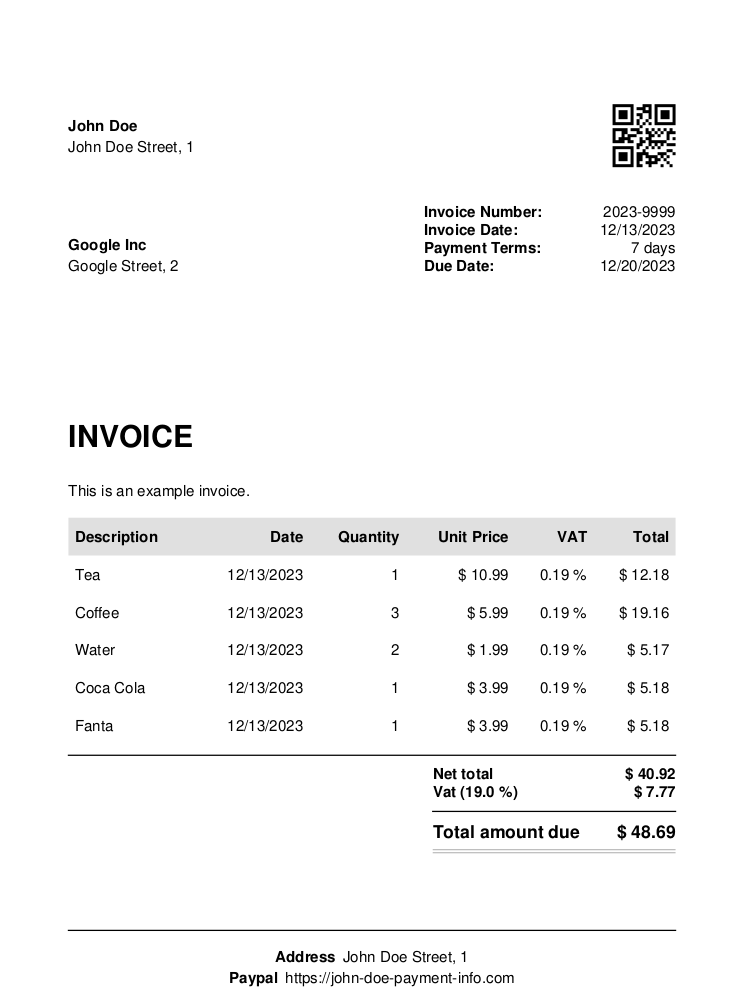 John Doe
John Doe Street, 1
Invoice Number: 2023-9999
Invoice Date: 12/13/2023
Google Inc
Payment Terms: 7 days
Google Street, 2
Due Date: 12/20/2023
INVOICE
This is an example invoice.
Description Date Quantity Unit Price VAT Total
Tea 12/13/2023 1 $ 10.99 0.19 % $ 12.18
Coffee 12/13/2023 3 $ 5.99 0.19 % $ 19.16
Water 12/13/2023 2 $ 1.99 0.19 % $ 5.17
Coca Cola 12/13/2023 1 $ 3.99 0.19 % $ 5.18
Fanta 12/13/2023 1 $ 3.99 0.19 % $ 5.18
Net total $ 40.92
Vat (19.0 %) $ 7.77
Total amount due $ 48.69
Address John Doe Street, 1
Paypal https://john-doe-payment-info.com